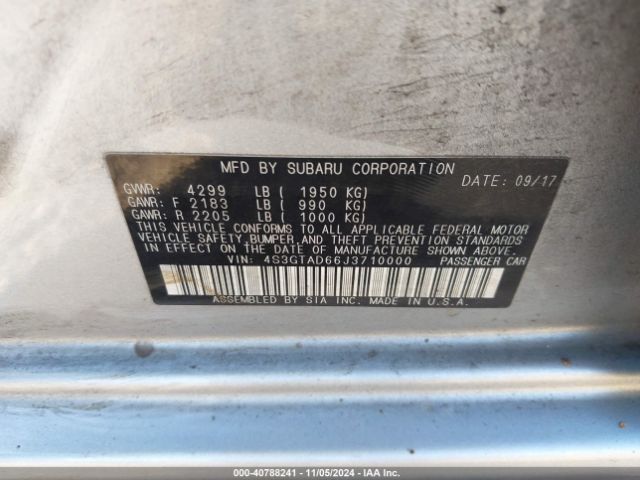 MFD BY SUBARU CORPORATION DATE: 09/17
GVWR: 4299 LB ( 1950 KG)
GAWR: F 2183 LB ( 990 KG)
GAWR: R 2205 LB ( 1000 KG)
THIS VEHICLE CONFORMS TO ALL APPLICABLE FEDERAL MOTOR
VEHICLE SAFETY, BUMPER, AND THEFT PREVENTION STANDARDS
IN EFFECT ON THE DATE OF MANUFACTURE SHOWN ABOVE.
VIN: 4S3GTAD66J3710000 PASSENGER CAR
ASSEMBLED BY SIA INC. MADE IN U.S.A.
000-40788241 - 11/05/2024 - IAA Inc.